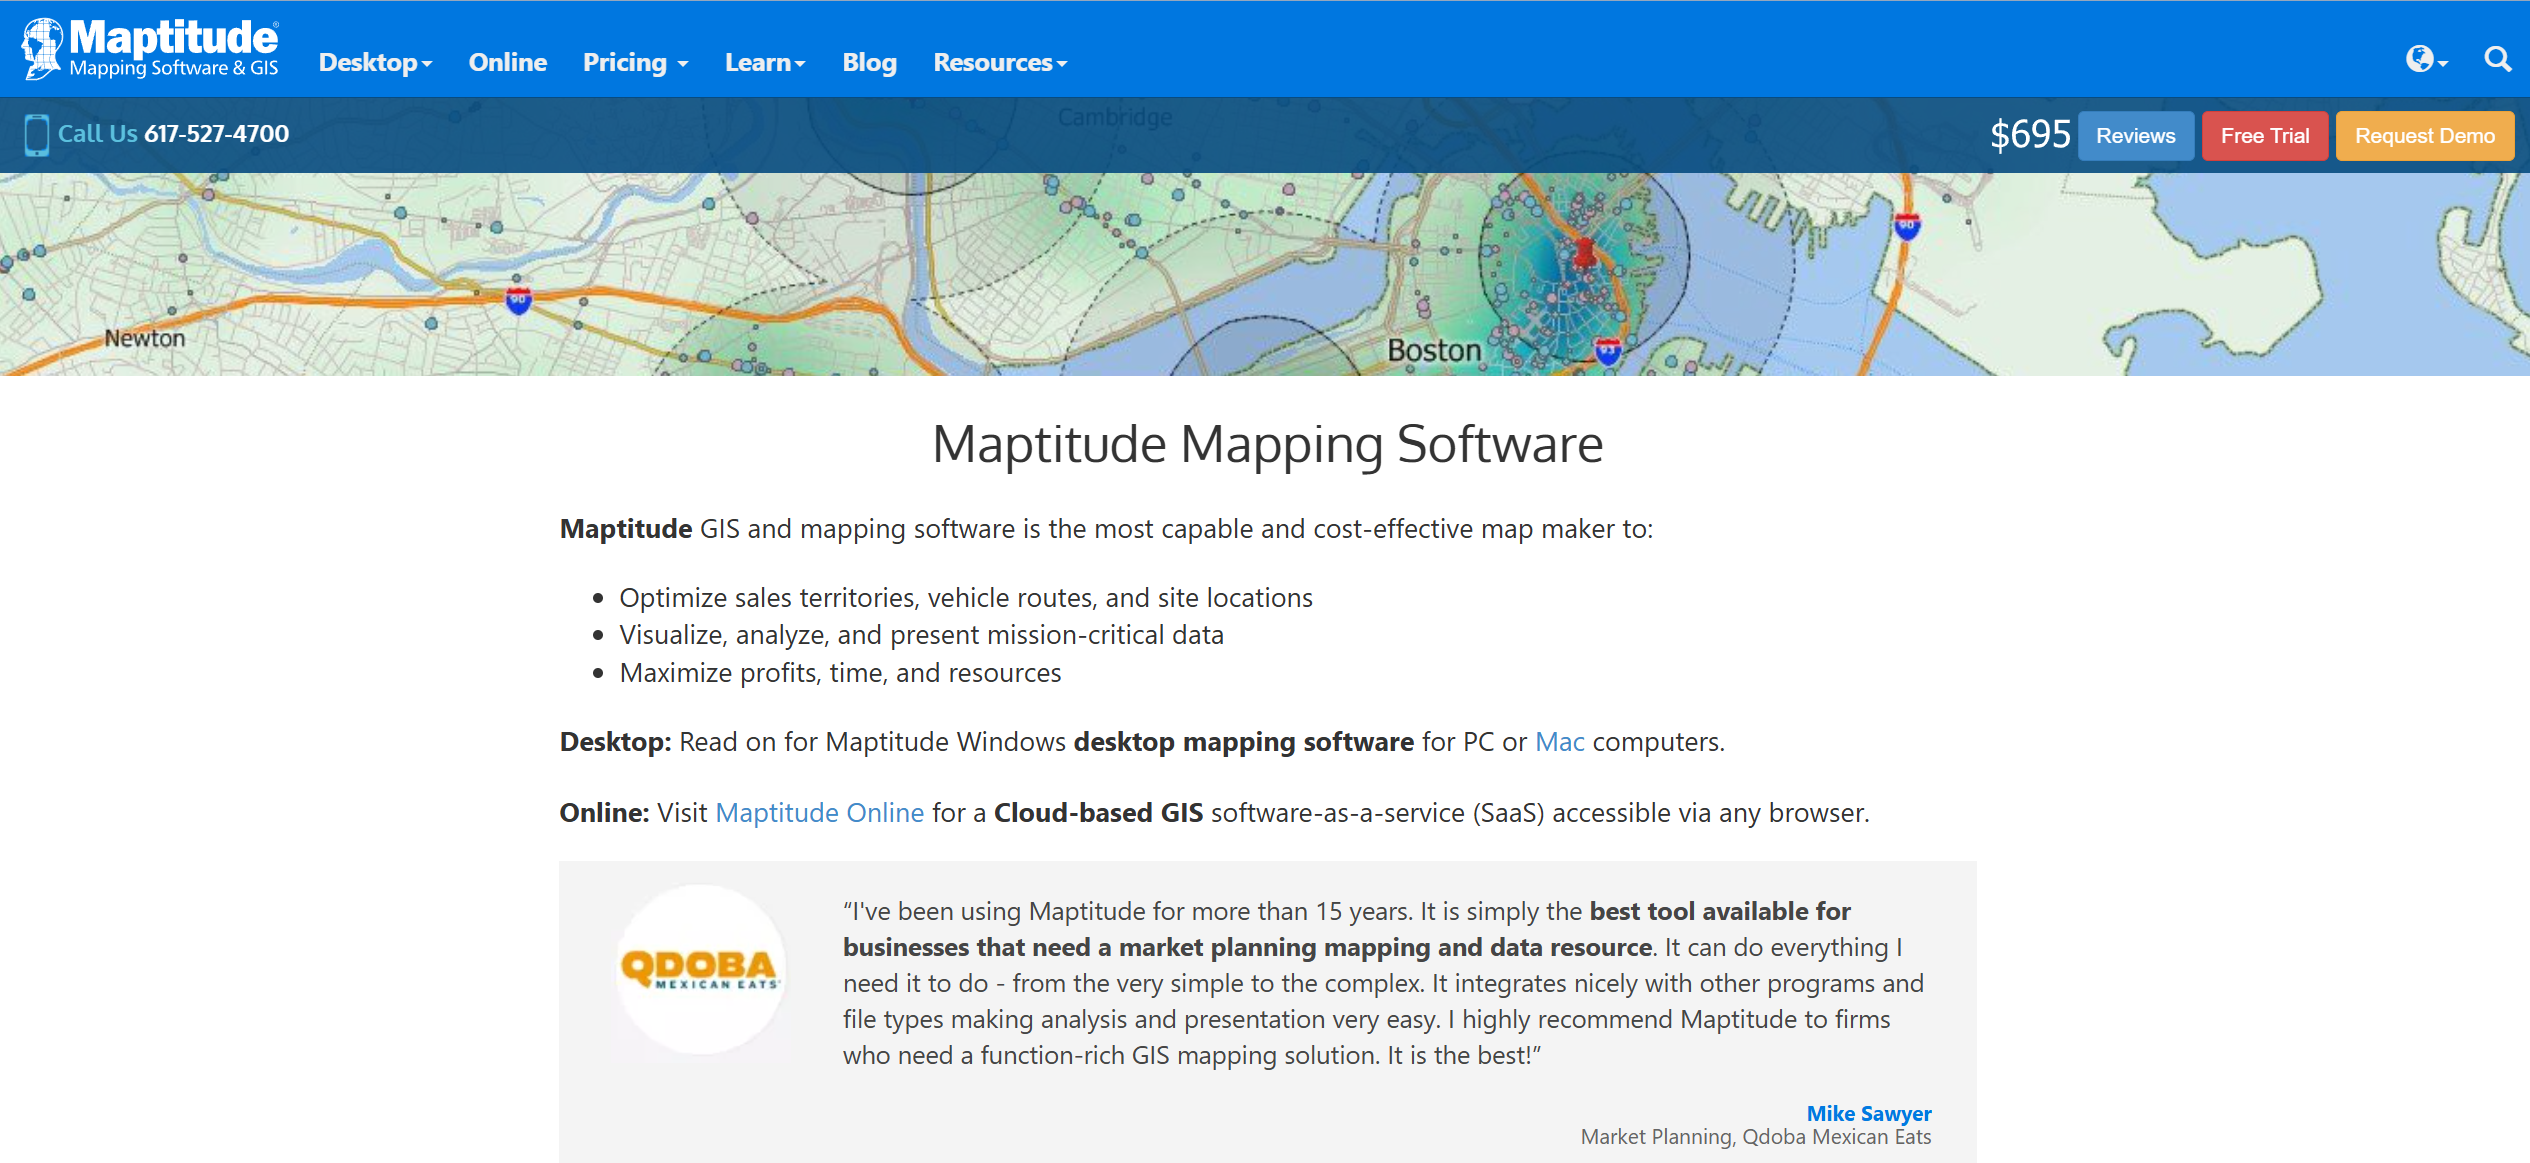 Maptitude®
Mapping Software & GIS
Desktop Online Pricing Learn Blog Resources
Call Us 617-527-4700
$695 Reviews Free Trial Request Demo
Cambridge
90
90
Newton
Boston
93
Maptitude Mapping Software
Maptitude GIS and mapping software is the most capable and cost-effective map maker to:
• Optimize sales territories, vehicle routes, and site locations
• Visualize, analyze, and present mission-critical data
• Maximize profits, time, and resources
Desktop: Read on for Maptitude Windows desktop mapping software for PC or Mac computers.
Online: Visit Maptitude Online for a Cloud-based GIS software-as-a-service (SaaS) accessible via any browser.
QDOBA
MEXICAN EATS
“I've been using Maptitude for more than 15 years. It is simply the best tool available for
businesses that need a market planning mapping and data resource. It can do everything I
need it to do - from the very simple to the complex. It integrates nicely with other programs and
file types making analysis and presentation very easy. I highly recommend Maptitude to firms
who need a function-rich GIS mapping solution. It is the best!”
Mike Sawyer
Market Planning, Qdoba Mexican Eats